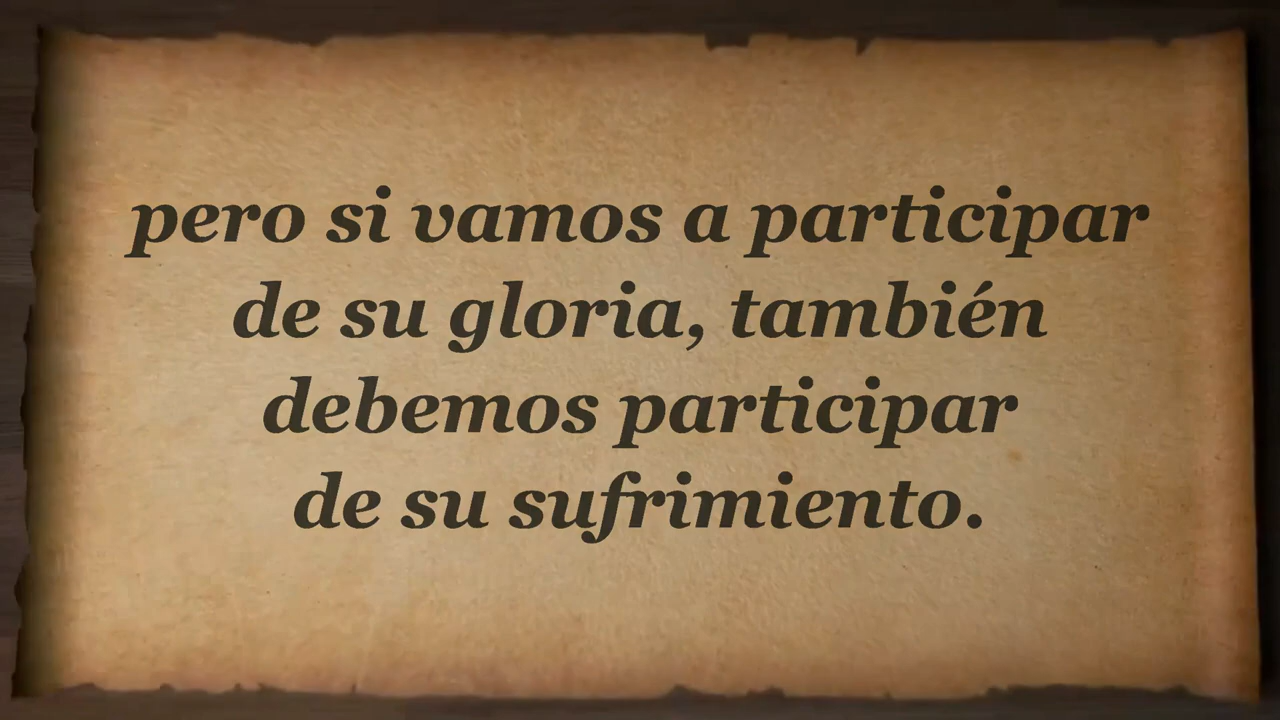 pero si vamos a participar
de su gloria, también
debemos participar
de su sufrimiento.